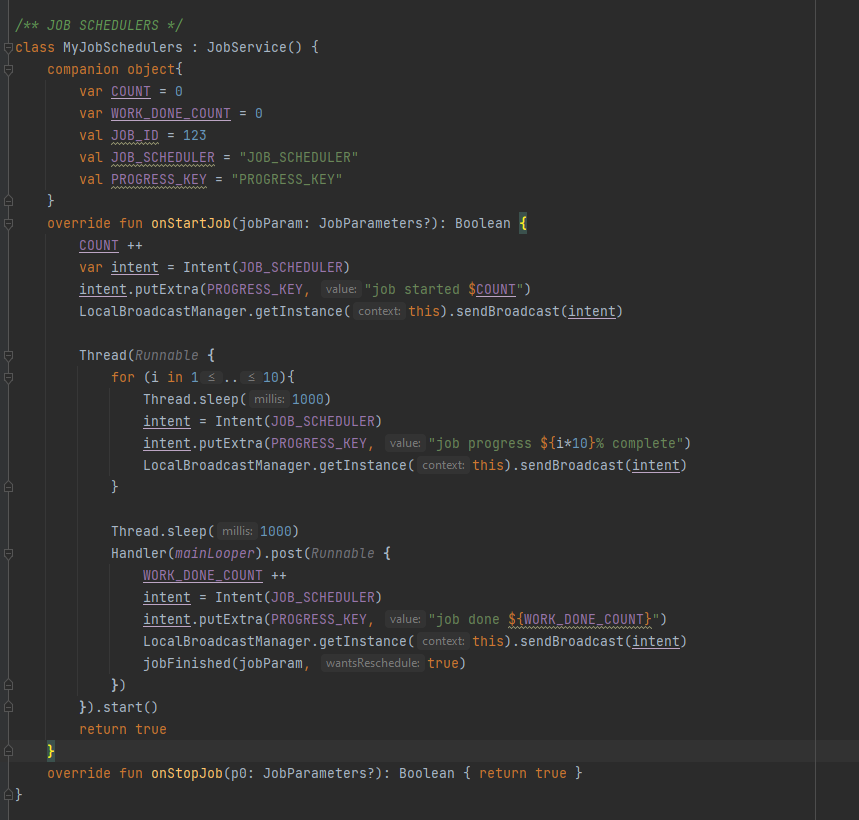 /** JOB SCHEDULERS */
class MyJobSchedulers : JobService() {
    companion object{
        var COUNT = 0
        var WORK_DONE_COUNT = 0
        val JOB_ID = 123
        val JOB_SCHEDULER = "JOB_SCHEDULER"
        val PROGRESS_KEY = "PROGRESS_KEY"
    }
    override fun onStartJob(jobParam: JobParameters?): Boolean {
        COUNT ++
        var intent = Intent(JOB_SCHEDULER)
        intent.putExtra(PROGRESS_KEY, value: "job started $COUNT")
        LocalBroadcastManager.getInstance( context: this).sendBroadcast(intent)

        Thread(Runnable {
            for (i in 1 ≤ .. ≤ 10){
                Thread.sleep( millis: 1000)
                intent = Intent(JOB_SCHEDULER)
                intent.putExtra(PROGRESS_KEY, value: "job progress ${i*10}% complete")
                LocalBroadcastManager.getInstance( context: this).sendBroadcast(intent)
            }

            Thread.sleep( millis: 1000)
            Handler(mainLooper).post(Runnable {
                WORK_DONE_COUNT ++
                intent = Intent(JOB_SCHEDULER)
                intent.putExtra(PROGRESS_KEY, value: "job done ${WORK_DONE_COUNT}")
                LocalBroadcastManager.getInstance( context: this).sendBroadcast(intent)
                jobFinished(jobParam, wantsReschedule: true)
            })
        }).start()
        return true
    }
    override fun onStopJob(p0: JobParameters?): Boolean { return true }
}